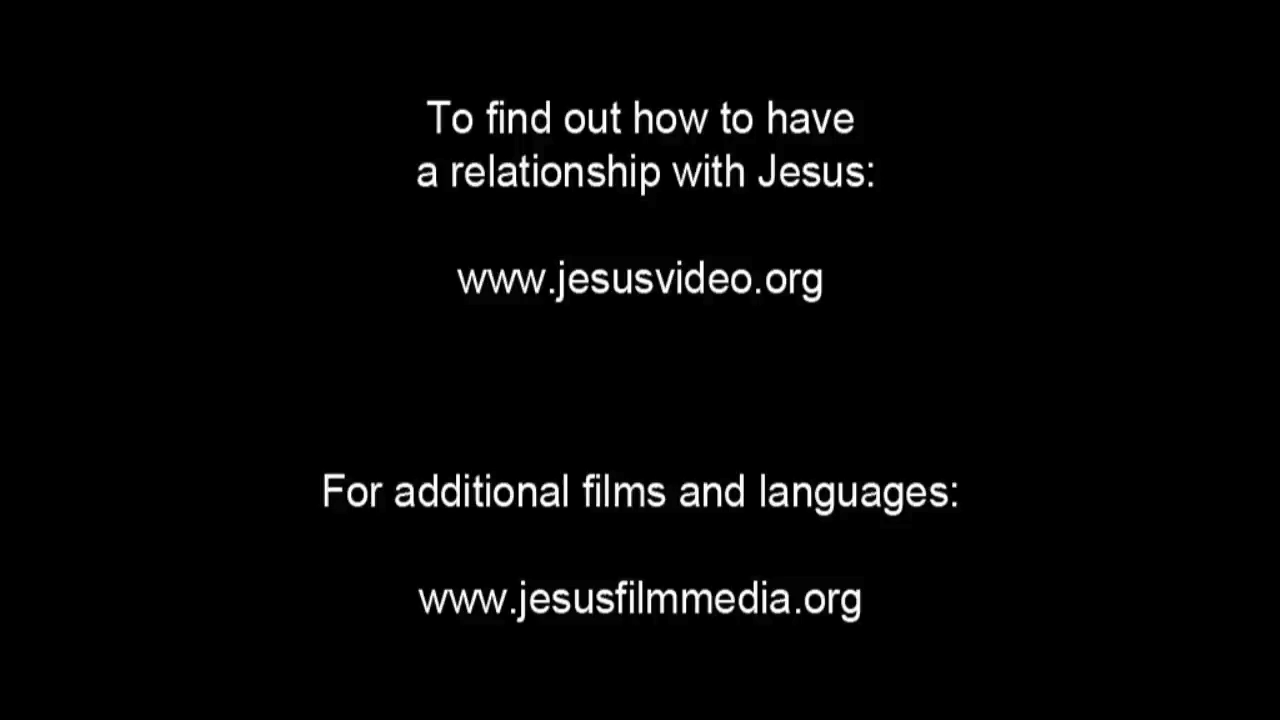 To find out how to have
a relationship with Jesus:
www.jesusvideo.org
For additional films and languages:
www.jesusfilmmedia.org